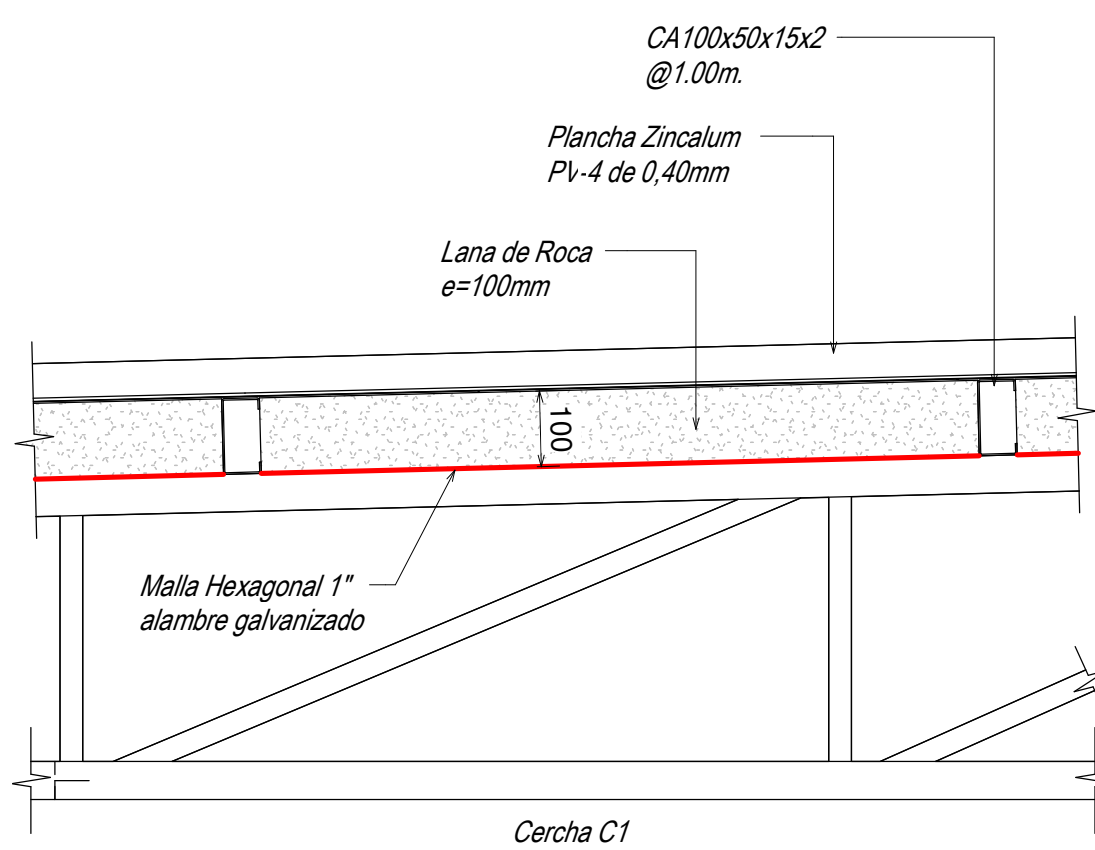 CA100x50x15x2
@1.00m.
Plancha Zincalum
PV-4 de 0,40mm
Lana de Roca
e=100mm
100
Malla Hexagonal 1"
alambre galvanizado
Cercha C1